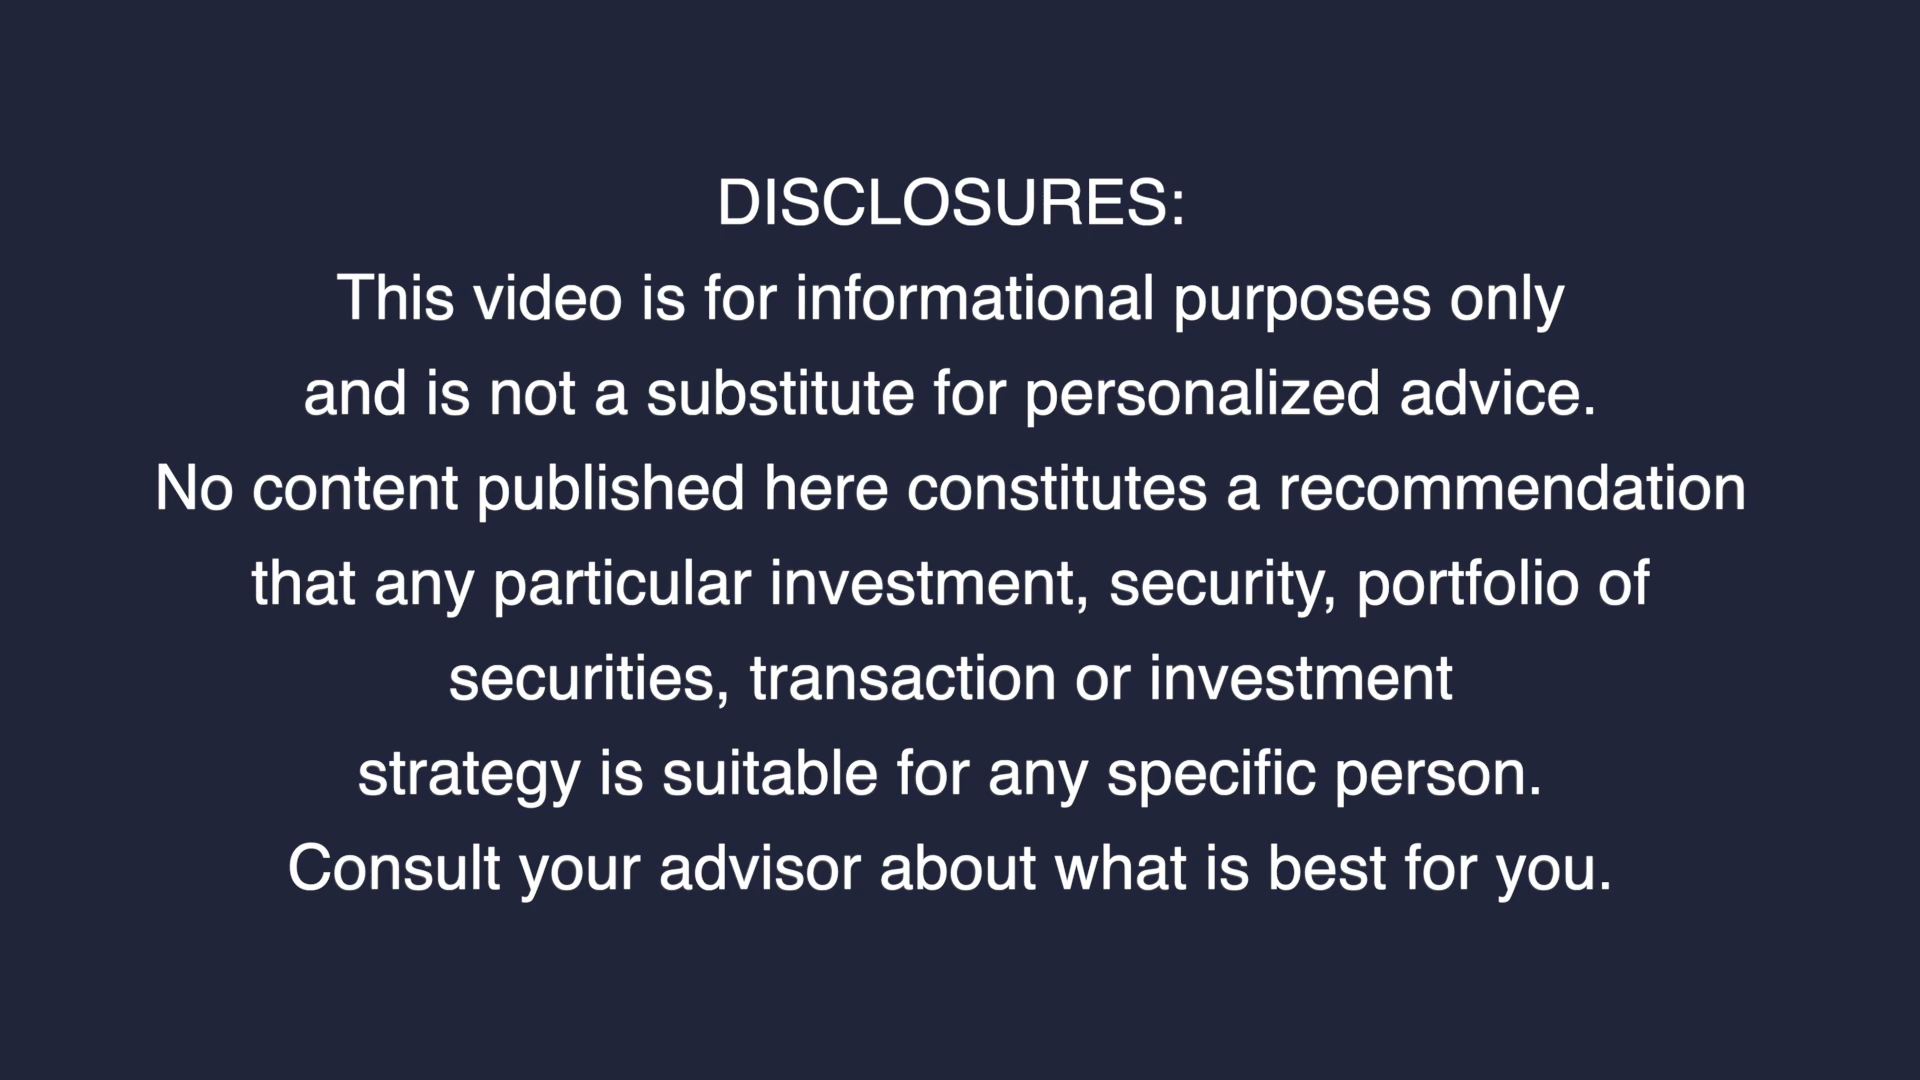 DISCLOSURES:
This video is for informational purposes only
and is not a substitute for personalized advice.
No content published here constitutes a recommendation
that any particular investment, security, portfolio of
securities, transaction or investment
strategy is suitable for any specific person.
Consult your advisor about what is best for you.